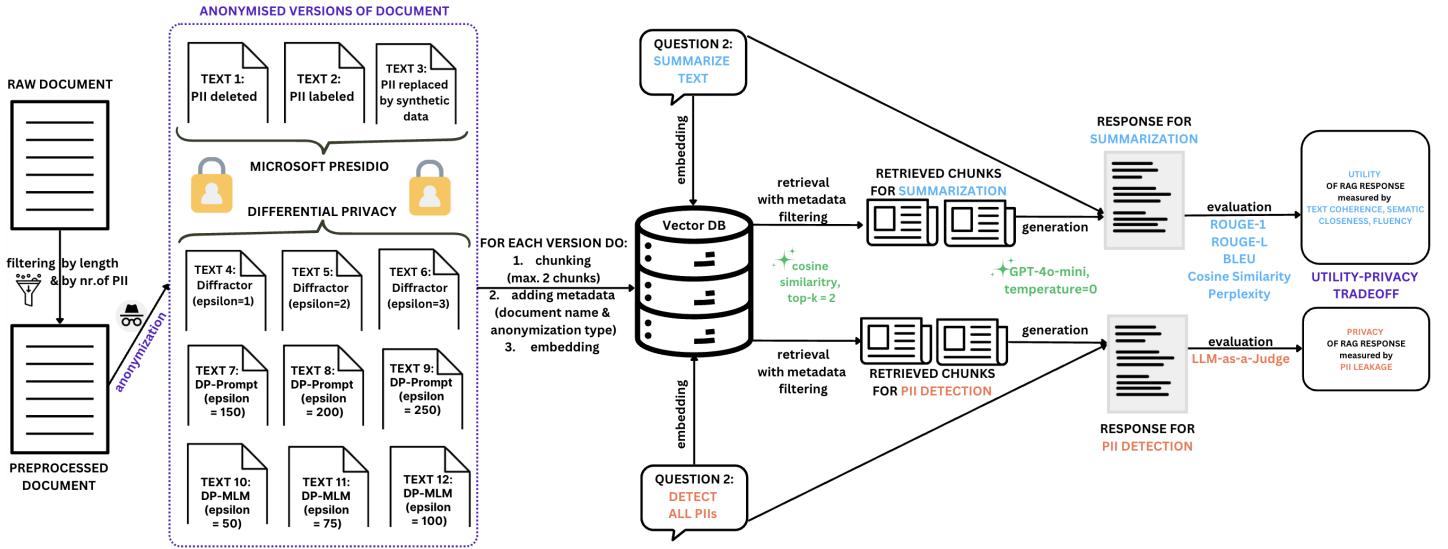 ANONYMISED VERSIONS OF DOCUMENT
RAW DOCUMENT
filtering by length
& by nr.of PII
PREPROCESSED
DOCUMENT
anonymization
TEXT 1:
PII deleted
TEXT 2:
PII labeled
TEXT 3:
PII replaced
by synthetic
data
MICROSOFT PRESIDIO
DIFFERENTIAL PRIVACY
TEXT 4:
Diffractor
(epsilon=1)
TEXT 5:
Diffractor
(epsilon=2)
TEXT 6:
Diffractor
(epsilon=3)
TEXT 7:
DP-Prompt
(epsilon
= 150)
TEXT 8:
DP-Prompt
(epsilon
= 200)
TEXT 9:
DP-Prompt
(epsilon
= 250)
TEXT 10:
DP-MLM
(epsilon
= 50)
TEXT 11:
DP-MLM
(epsilon
= 75)
TEXT 12:
DP-MLM
(epsilon
= 100)
FOR EACH VERSION DO:
1. chunking
(max. 2 chunks)
2. adding metadata
(document name &
anonymization type)
3. embedding
QUESTION 2:
SUMMARIZE
TEXT
embedding
Vector DB
embedding
QUESTION 2:
DETECT
ALL PIIs
retrieval
with metadata
filtering
cosine
similaritry,
top-k = 2
retrieval
with metadata
filtering
RETRIEVED CHUNKS
FOR SUMMARIZATION
generation
GPT-4o-mini,
temperature=0
generation
RETRIEVED CHUNKS
FOR PII DETECTION
RESPONSE FOR
SUMMARIZATION
RESPONSE FOR
PII DETECTION
evaluation
ROUGE-1
ROUGE-L
BLEU
Cosine Similarity
Perplexity
evaluation
LLM-as-a-Judge
UTILITY
OF RAG RESPONSE
measured by
TEXT COHERENCE, SEMATIC
CLOSENESS, FLUENCY
UTILITY-PRIVACY
TRADEOFF
PRIVACY
OF RAG RESPONSE
measured by
PII LEAKAGE